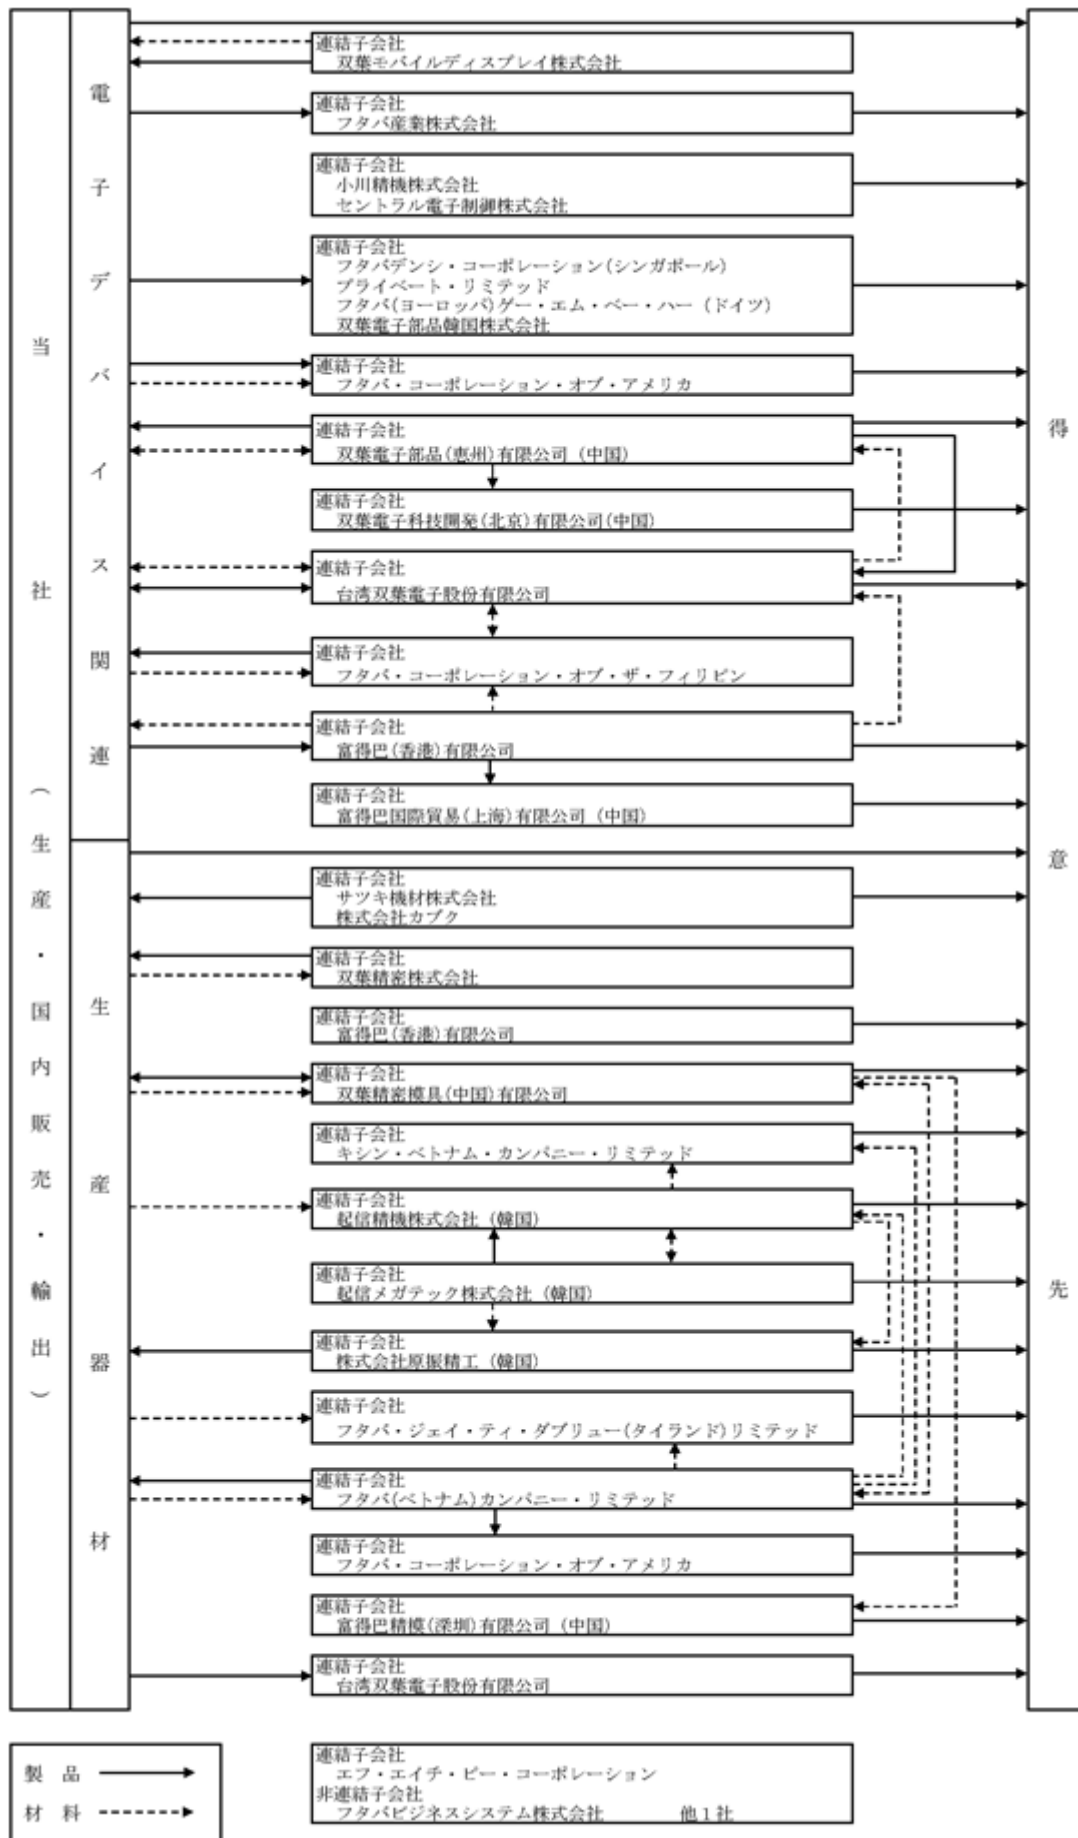 当社(生産・国内販売・輸出)
電子デバイス関連
連結子会社
双葉モバイルディスプレイ株式会社
連結子会社
フタバ産業株式会社
連結子会社
小川精機株式会社
セントラル電子制御株式会社
連結子会社
フタバデンシ・コーポレーション(シンガポール)
プライベート・リミテッド
フタバ(ヨーロッパ)ゲー・エム・ベー・ハー (ドイツ)
双葉電子部品韓国株式会社
連結子会社
フタバ・コーポレーション・オブ・アメリカ
連結子会社
双葉電子部品(恵州)有限公司 (中国)
連結子会社
双葉電子科技開発(北京)有限公司(中国)
連結子会社
台湾双葉電子股份有限公司
連結子会社
フタバ・コーポレーション・オブ・ザ・フィリピン
連結子会社
富得巴(香港)有限公司
連結子会社
富得巴国際貿易(上海)有限公司 (中国)
生産器材
連結子会社
サツキ機材株式会社
株式会社カブク
連結子会社
双葉精密株式会社
連結子会社
富得巴(香港)有限公司
連結子会社
双葉精密模具(中国)有限公司
連結子会社
キシン・ベトナム・カンパニー・リミテッド
連結子会社
起信精機株式会社 (韓国)
連結子会社
起信メガテック株式会社 (韓国)
連結子会社
株式会社原振精工 (韓国)
連結子会社
フタバ・ジェイ・ティ・ダブリュー(タイランド)リミテッド
連結子会社
フタバ(ベトナム)カンパニー・リミテッド
連結子会社
フタバ・コーポレーション・オブ・アメリカ
連結子会社
富得巴精模(深圳)有限公司 (中国)
連結子会社
台湾双葉電子股份有限公司
得意先
製品
材料
連結子会社
エフ・エイチ・ピー・コーポレーション
非連結子会社
フタバビジネスシステム株式会社 他1社